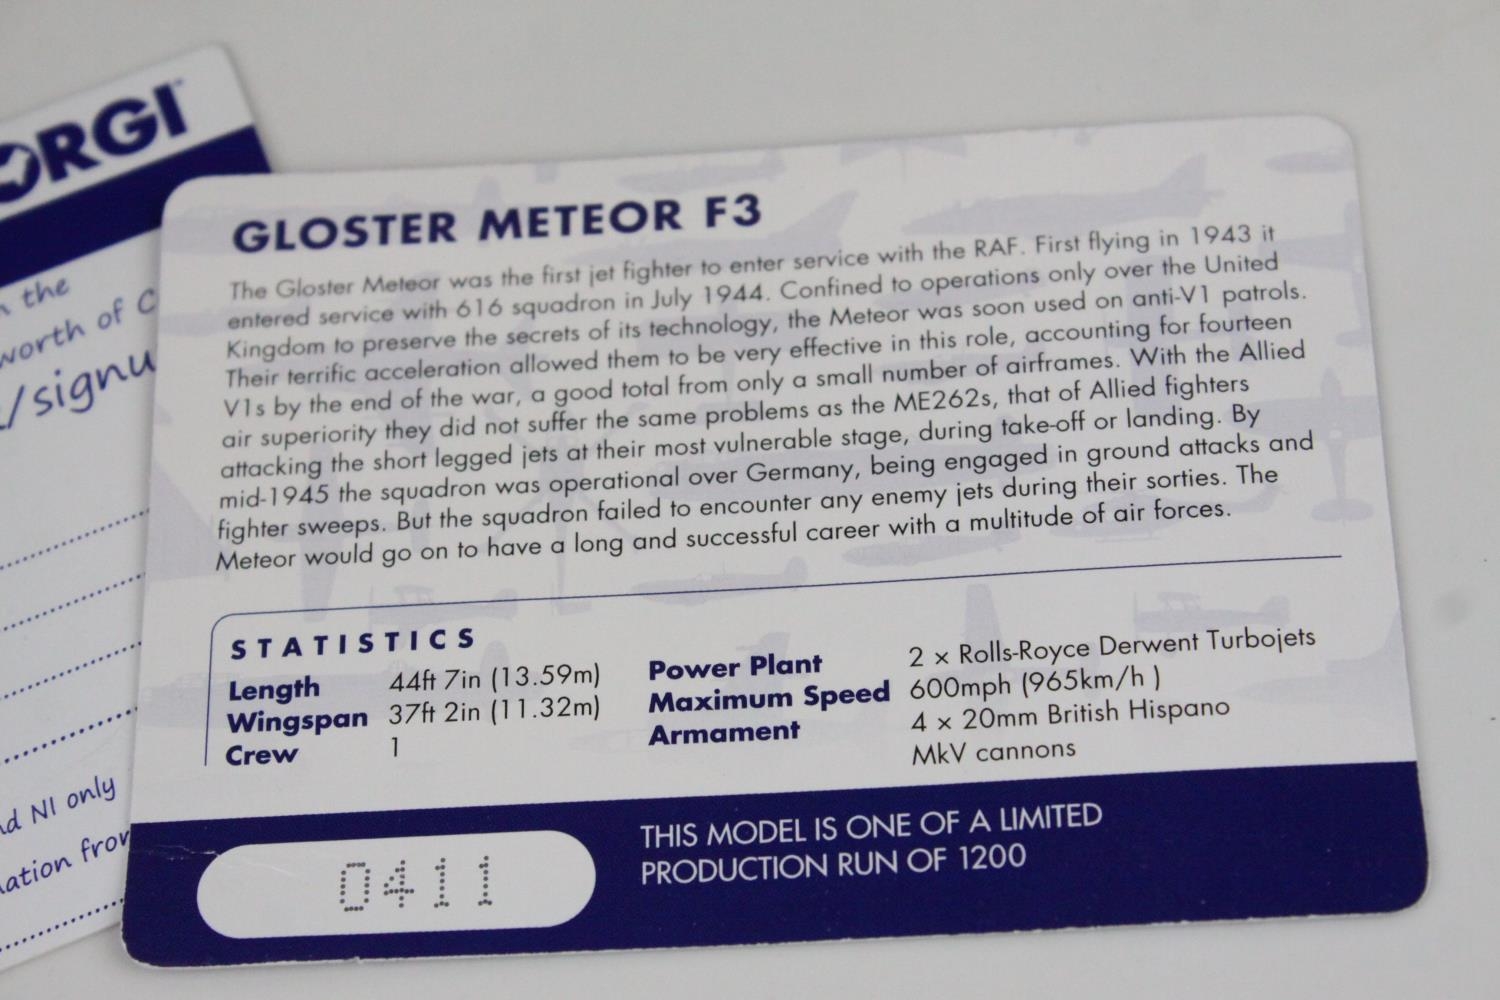 ORGI™
n the
worth of C
/signu
nd NI only
ation from
GLOSTER METEOR F3
The Gloster Meteor was the first jet fighter to enter service with the RAF. First flying in 1943 it
entered service with 616 squadron in July 1944. Confined to operations only over the United
Kingdom to preserve the secrets of its technology, the Meteor was soon used on anti-V1 patrols.
Their terrific acceleration allowed them to be very effective in this role, accounting for fourteen
V1s by the end of the war, a good total from only a small number of airframes. With the Allied
air superiority they did not suffer the same problems as the ME262s, that of Allied fighters
attacking the short legged jets at their most vulnerable stage, during take-off or landing. By
mid-1945 the squadron was operational over Germany, being engaged in ground attacks and
fighter sweeps. But the squadron failed to encounter any enemy jets during their sorties. The
Meteor would go on to have a long and successful career with a multitude of air forces.
STATISTICS
Length 44ft 7in (13.59m)
Wingspan 37ft 2in (11.32m)
Crew 1
Power Plant 2 x Rolls-Royce Derwent Turbojets
Maximum Speed 600mph (965km/h )
Armament 4 x 20mm British Hispano
MkV cannons
0411
THIS MODEL IS ONE OF A LIMITED
PRODUCTION RUN OF 1200